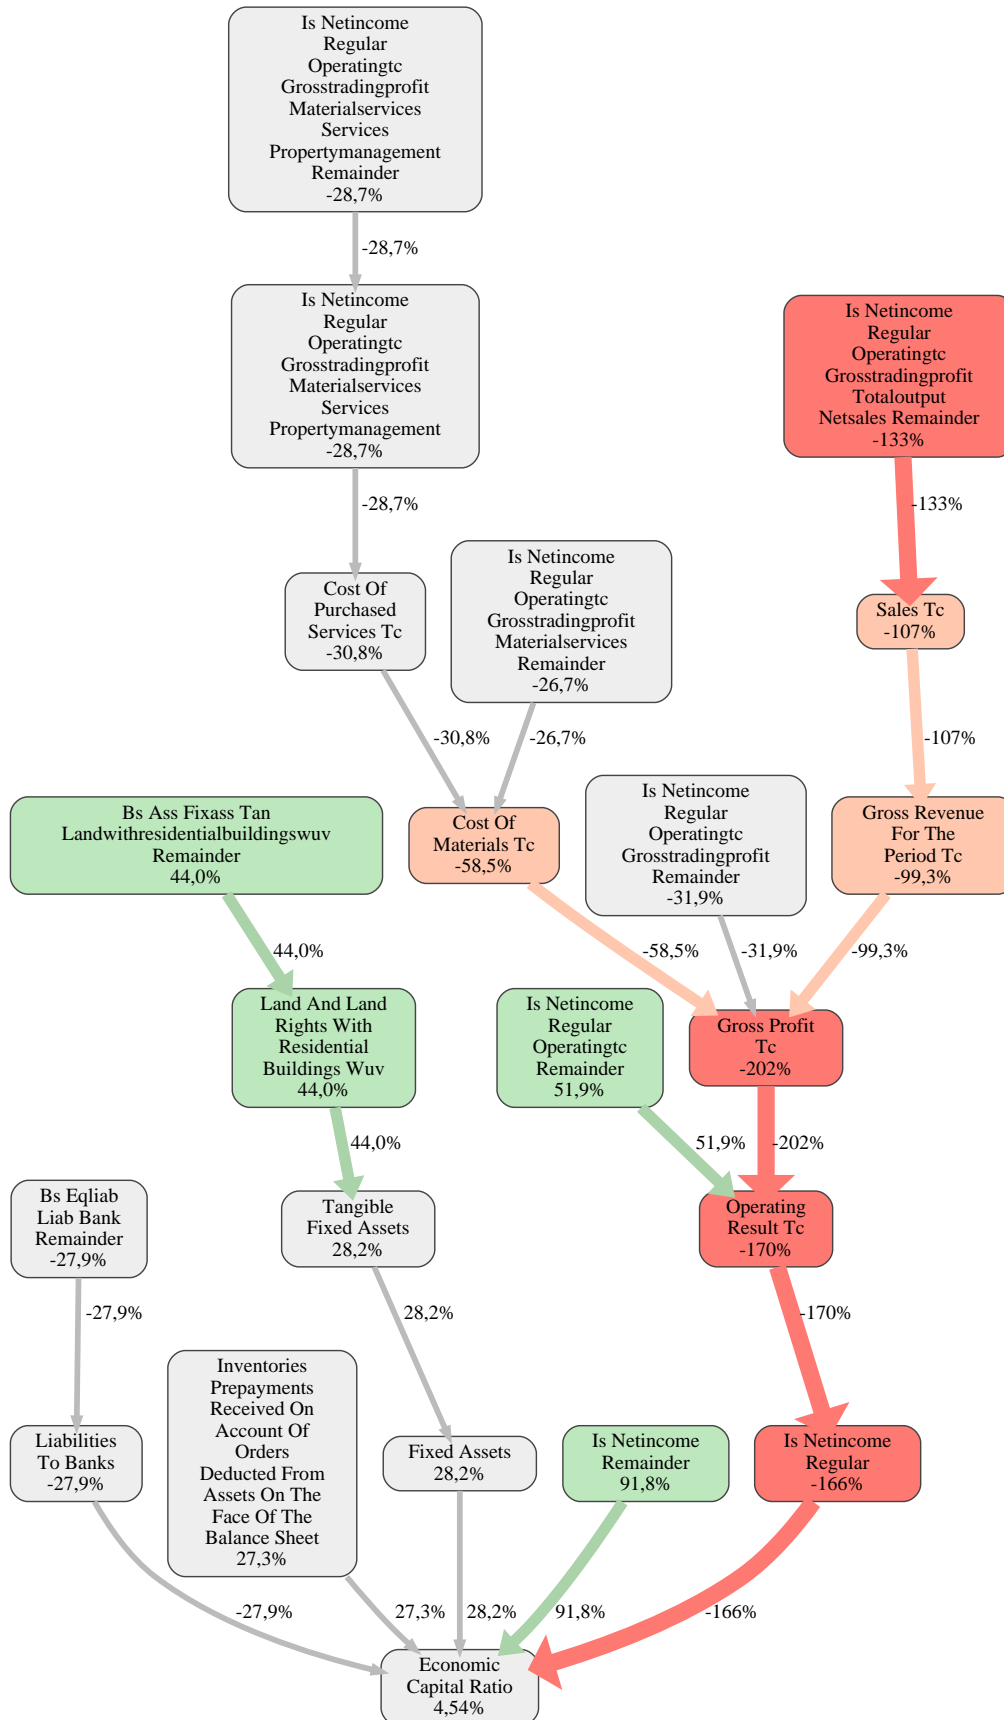 Is Netincome
Regular
Operatingtc
Grosstradingprofit
Materialservices
Services
Propertymanagement
Remainder
-28,7%
-28,7%
Is Netincome
Regular
Operatingtc
Grosstradingprofit
Materialservices
Services
Propertymanagement
-28,7%
Is Netincome
Regular
Operatingtc
Grosstradingprofit
Totaloutput
Netsales Remainder
-133%
-28,7%
-133%
Cost Of
Purchased
Services Tc
-30,8%
Is Netincome
Regular
Operatingtc
Grosstradingprofit
Materialservices
Remainder
-26,7%
Sales Tc
-107%
-30,8%
-26,7%
-107%
Bs Ass Fixass Tan
Landwithresidentialbuildingswuv
Remainder
44,0%
Cost Of
Materials Tc
-58,5%
Is Netincome
Regular
Operatingtc
Grosstradingprofit
Remainder
-31,9%
Gross Revenue
For The
Period Tc
-99,3%
44,0%
-58,5%
-31,9%
-99,3%
Land And Land
Rights With
Residential
Buildings Wuv
44,0%
Is Netincome
Regular
Operatingtc
Remainder
51,9%
Gross Profit
Tc
-202%
44,0%
51,9%
-202%
Bs Eqliab
Liab Bank
Remainder
-27,9%
Tangible
Fixed Assets
28,2%
Operating
Result Tc
-170%
-27,9%
28,2%
-170%
Inventories
Prepayments
Received On
Account Of
Orders
Deducted From
Assets On The
Face Of The
Balance Sheet
27,3%
Liabilities
To Banks
-27,9%
Fixed Assets
28,2%
Is Netincome
Remainder
91,8%
Is Netincome
Regular
-166%
-27,9%
27,3%
28,2%
91,8%
-166%
Economic
Capital Ratio
4,54%